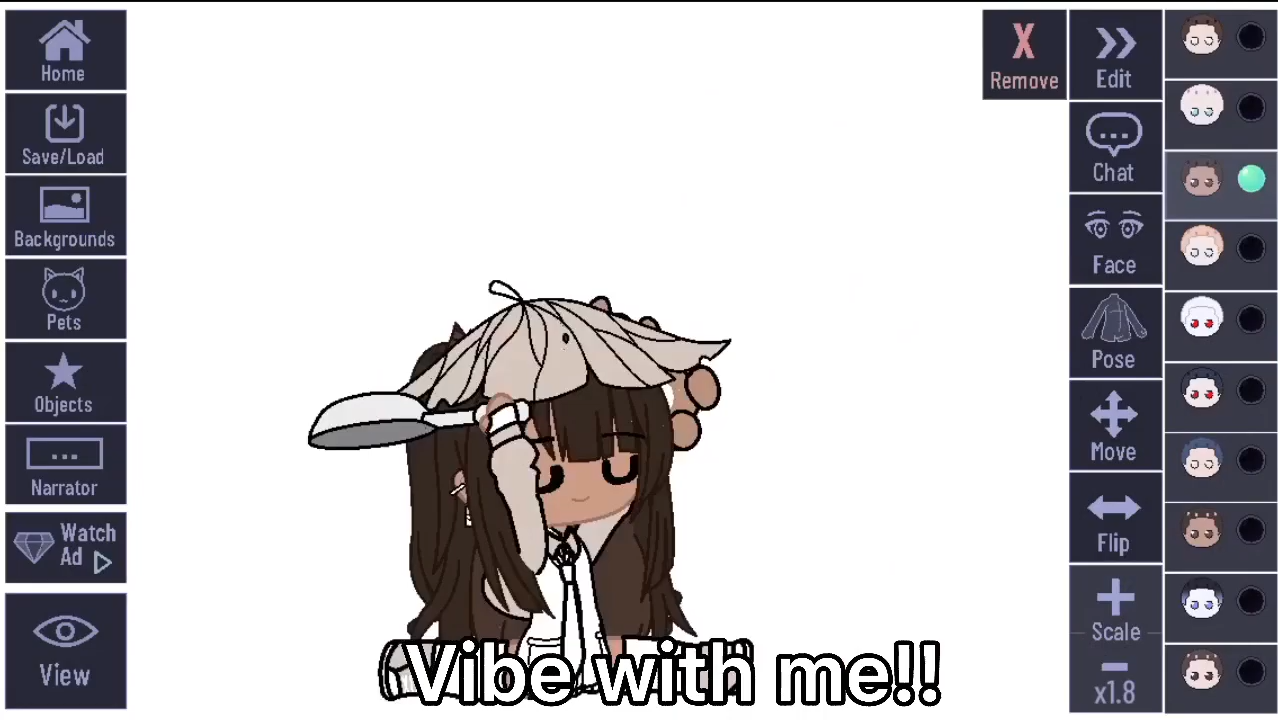 Home
Save/Load
Backgrounds
Pets
Objects
Narrator
Watch
Ad
View
X
Remove
Edit
Chat
Face
Pose
Move
Flip
Scale
x1.8
Vibe with me!!